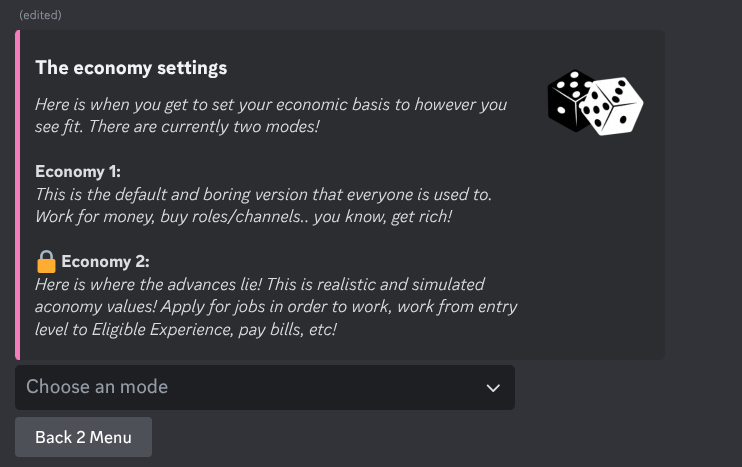 (edited)
The economy settings
Here is when you get to set your economic basis to however you
see fit. There are currently two modes!
Economy 1:
This is the default and boring version that everyone is used to.
Work for money, buy roles/channels.. you know, get rich!
🔒 Economy 2:
Here is where the advances lie! This is realistic and simulated
aconomy values! Apply for jobs in order to work, work from entry
level to Eligible Experience, pay bills, etc!
Choose an mode
Back 2 Menu